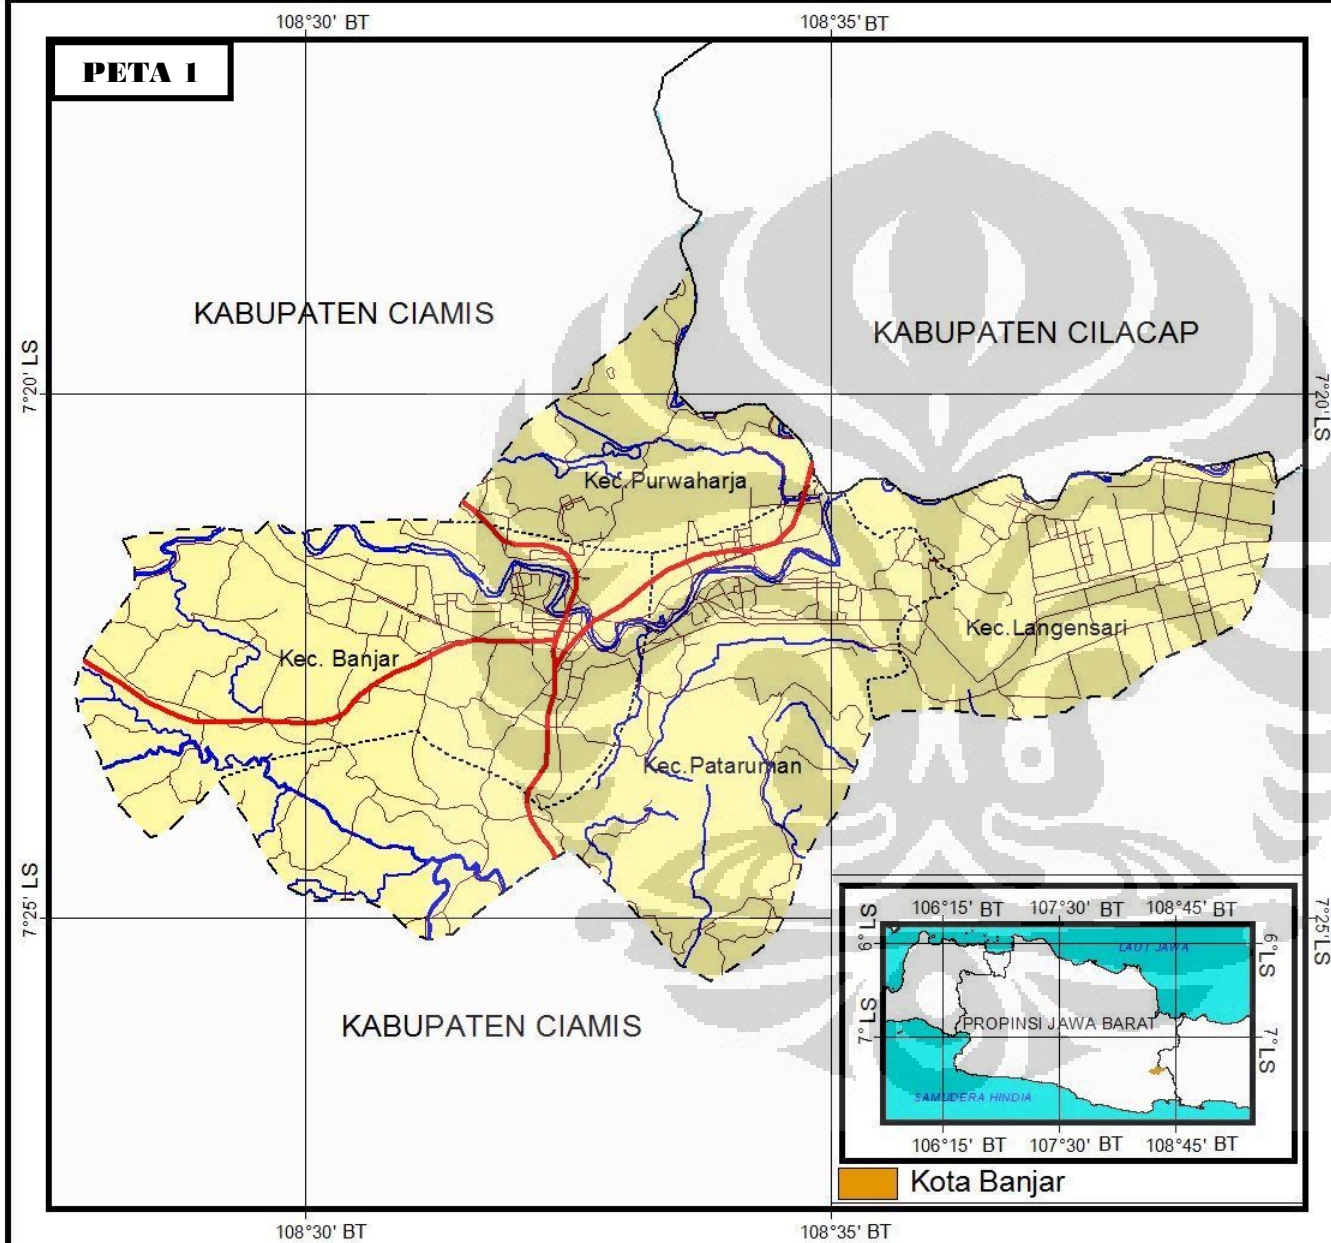 108°30' BT
108°35' BT
PETA 1
KABUPATEN CIAMIS
KABUPATEN CILACAP
7°20' LS
7°20' LS
Kec.Purwaharja
Kec.Langensari
Kec. Banjar
Kec.Pataruman
7°25' LS
7°25' LS
KABUPATEN CIAMIS
106°15' BT
107°30' BT
108°45' BT
6° LS
6° LS
LAUT JAWA
7° LS
7° LS
PROPINSI JAWA BARAT
SAMUDERA HINDIA
106°15' BT
107°30' BT
108°45' BT
Kota Banjar
108°30' BT
108°35' BT